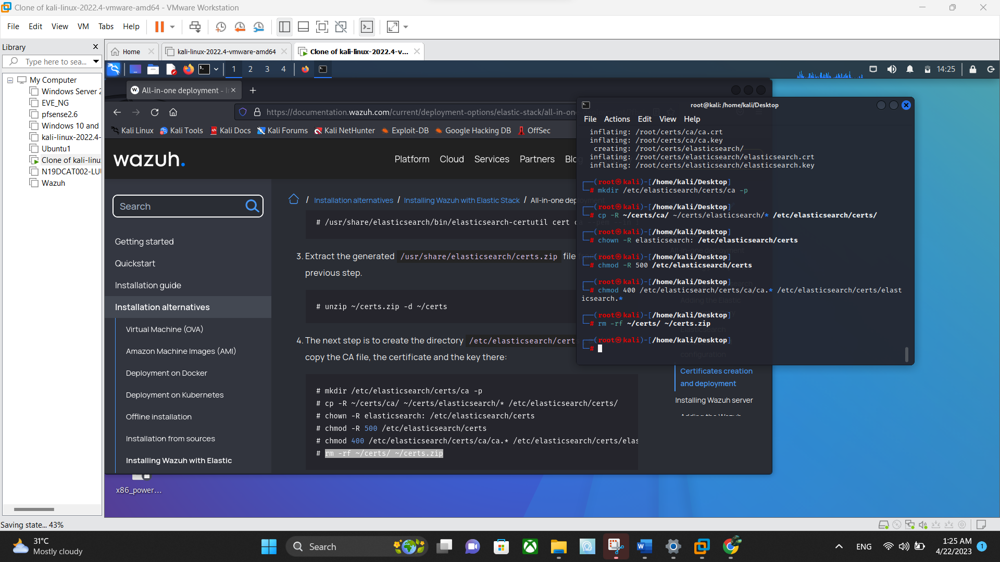 Clone of kali-linux-2022.4-vmware-amd64 - VMware Workstation
File Edit View VM Tabs Help
Library
Type here to sea...
My Computer
Windows Server 2
EVE_NG
pfsense2.6
Windows 10 and
kali-linux-2022.4-
Ubuntu1
Clone of kali-linu
N19DCAT002-LU
Wazuh
Home
kali-linux-2022.4-vmware-amd64
Clone of kali-linux-2022.4-v...
1 2 3 4
14:25
All-in-one deployment -
https://documentation.wazuh.com/current/deployment-options/elastic-stack/all-in-one
Kali Linux Kali Tools Kali Docs Kali Forums Kali NetHunter Exploit-DB Google Hacking DB OffSec
wazuh.
Platform Cloud Services Partners Blog
Search
Getting started
Quickstart
Installation guide
Installation alternatives
Virtual Machine (OVA)
Amazon Machine Images (AMI)
Deployment on Docker
Deployment on Kubernetes
Offline installation
Installation from sources
Installing Wazuh with Elastic
/ Installation alternatives / Installing Wazuh with Elastic Stack / All-in-one deployment
# /usr/share/elasticsearch/bin/elasticsearch-certutil cert ca --pem --in
3. Extract the generated /usr/share/elasticsearch/certs.zip file from
previous step.
# unzip ~/certs.zip -d ~/certs
4. The next step is to create the directory /etc/elasticsearch/certs
copy the CA file, the certificate and the key there:
# mkdir /etc/elasticsearch/certs/ca -p
# cp -R ~/certs/ca/ ~/certs/elasticsearch/* /etc/elasticsearch/certs/
# chown -R elasticsearch: /etc/elasticsearch/certs
# chmod -R 500 /etc/elasticsearch/certs
# chmod 400 /etc/elasticsearch/certs/ca/ca.* /etc/elasticsearch/certs/elas
# rm -rf ~/certs/ ~/certs.zip
root@kali: /home/kali/Desktop
File Actions Edit View Help
inflating: /root/certs/ca/ca.crt
inflating: /root/certs/ca/ca.key
creating: /root/certs/elasticsearch/
inflating: /root/certs/elasticsearch/elasticsearch.crt
inflating: /root/certs/elasticsearch/elasticsearch.key
┌──(root㉿kali)-[/home/kali/Desktop]
└─# mkdir /etc/elasticsearch/certs/ca -p
┌──(root㉿kali)-[/home/kali/Desktop]
└─# cp -R ~/certs/ca/ ~/certs/elasticsearch/* /etc/elasticsearch/certs/
┌──(root㉿kali)-[/home/kali/Desktop]
└─# chown -R elasticsearch: /etc/elasticsearch/certs
┌──(root㉿kali)-[/home/kali/Desktop]
└─# chmod -R 500 /etc/elasticsearch/certs
┌──(root㉿kali)-[/home/kali/Desktop]
└─# chmod 400 /etc/elasticsearch/certs/ca/ca.* /etc/elasticsearch/certs/elast
icsearch.*
┌──(root㉿kali)-[/home/kali/Desktop]
└─# rm -rf ~/certs/ ~/certs.zip
┌──(root㉿kali)-[/home/kali/Desktop]
└─#
Adding the Elastic
Elasticsearch
configuration
Certificates creation
and deployment
Installing Wazuh server
Adding the Wazuh
x86_power...
Saving state... 43%
31°C
Mostly cloudy
Search
ENG
1:25 AM
4/22/2023
1